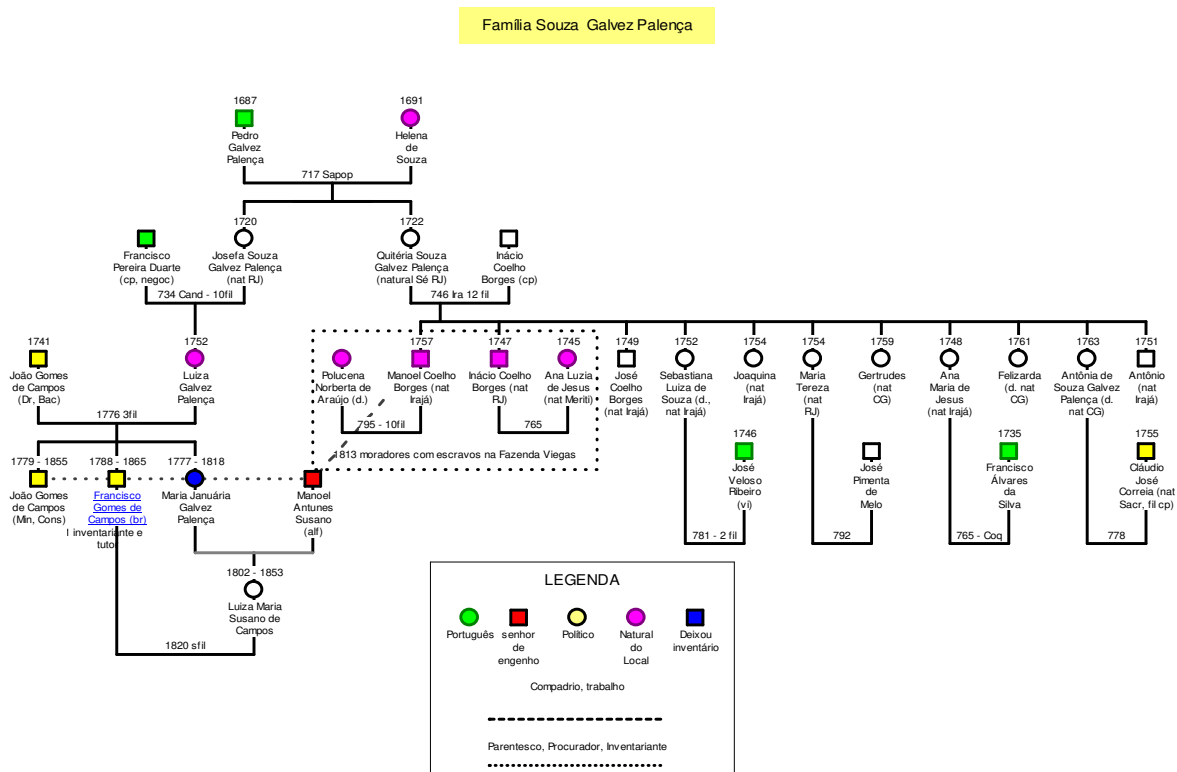 Família Souza Galvez Palença
1687
Pedro
Galvez
Palença
1691
Helena
de
Souza
717 Sapop
Francisco
Pereira Duarte
(cp, negoc)
1720
Josefa Souza
Galvez Palença
(nat RJ)
1722
Quitéria Souza
Galvez Palença
(natural Sé RJ)
Inácio
Coelho
Borges (cp)
734 Cand - 10fil
746 Ira 12 fil
1741
João Gomes
de Campos
(Dr, Bac)
1752
Luiza
Galvez
Palença
Polucena
Norberta de
Araújo (d.)
1757
Manoel Coelho
Borges (nat
Irajá)
1747
Inácio Coelho
Borges (nat
RJ)
1745
Ana Luzia
de Jesus
(nat Meriti)
1749
José
Coelho
Borges
(nat Irajá)
1752
Sebastiana
Luiza de
Souza (d.,
nat Irajá)
1754
Joaquina
(nat
Irajá)
1754
Maria
Tereza
(nat
RJ)
1759
Gertrudes
(nat
CG)
1748
Ana
Maria de
Jesus
(nat Irajá)
1761
Felizarda
(d. nat
CG)
1763
Antônia de
Souza Galvez
Palença (d.
nat CG)
1751
Antônio
(nat
Irajá)
1776 3fil
795 - 10fil
765
1813 moradores com escravos na Fazenda Viegas
1746
José
Veloso
Ribeiro
(vi)
José
Pimenta
de
Melo
1735
Francisco
Álvares
da
Silva
1755
Cláudio
José
Correia (nat
Sacr, fil cp)
781 - 2 fil
792
765 - Coq
778
1779 - 1855
João Gomes
de Campos
(Min, Cons)
1788 - 1865
Francisco
Gomes de
Campos (br)
I inventariante e
tutor
1777 - 1818
Maria Januária
Galvez
Palença
Manoel
Antunes
Susano
(alf)
1802 - 1853
Luiza Maria
Susano de
Campos
1820 sfil
LEGENDA
Português
senhor
de
engenho
Político
Natural
do
Local
Deixou
inventário
Compadrio, trabalho
Parentesco, Procurador, Inventariante